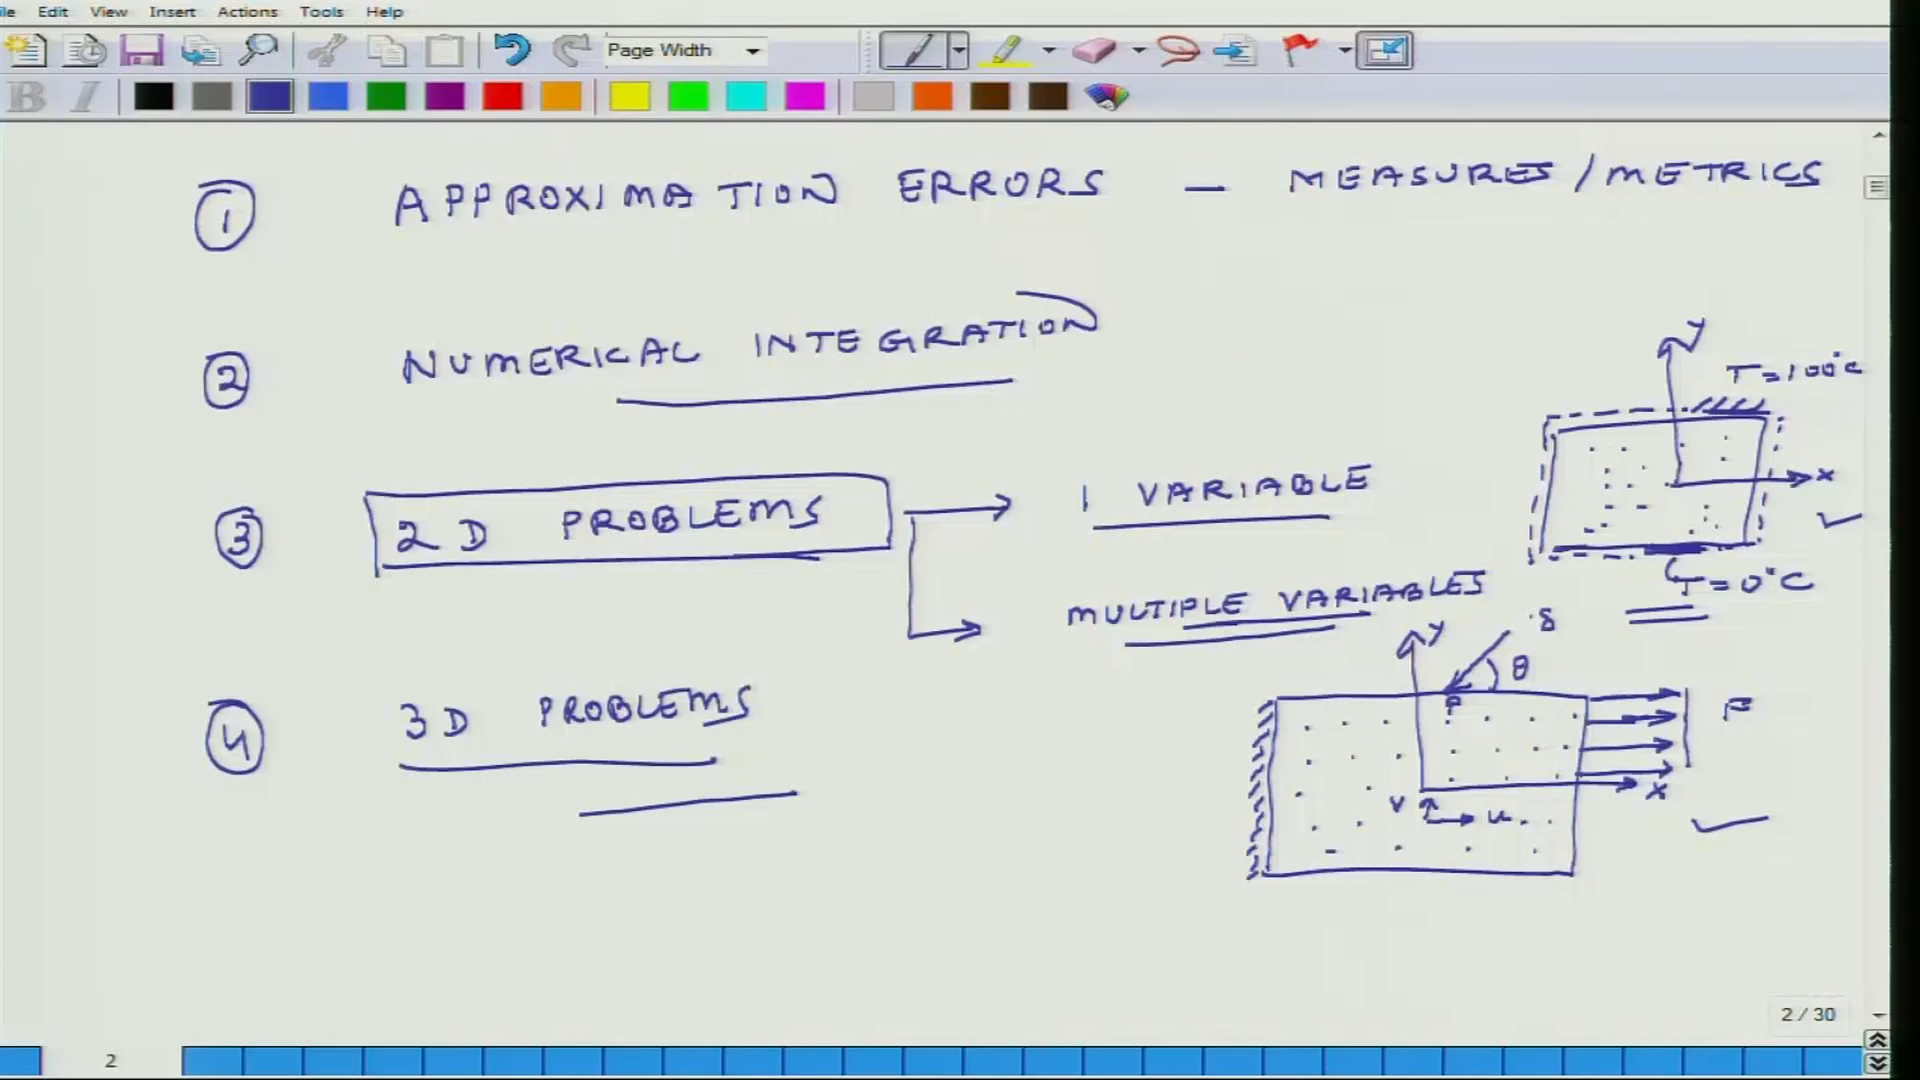 ile Edit View Insert Actions Tools Help
Page Width
B I
1 APPROXIMATION ERRORS — MEASURES/METRICS
2 NUMERICAL INTEGRATION
y
T=100°C
x
3 2D PROBLEMS → 1 VARIABLE
T=0°C
MULTIPLE VARIABLES
y
θ
4 3D PROBLEMS
P
F
x
v u
2 / 30
2